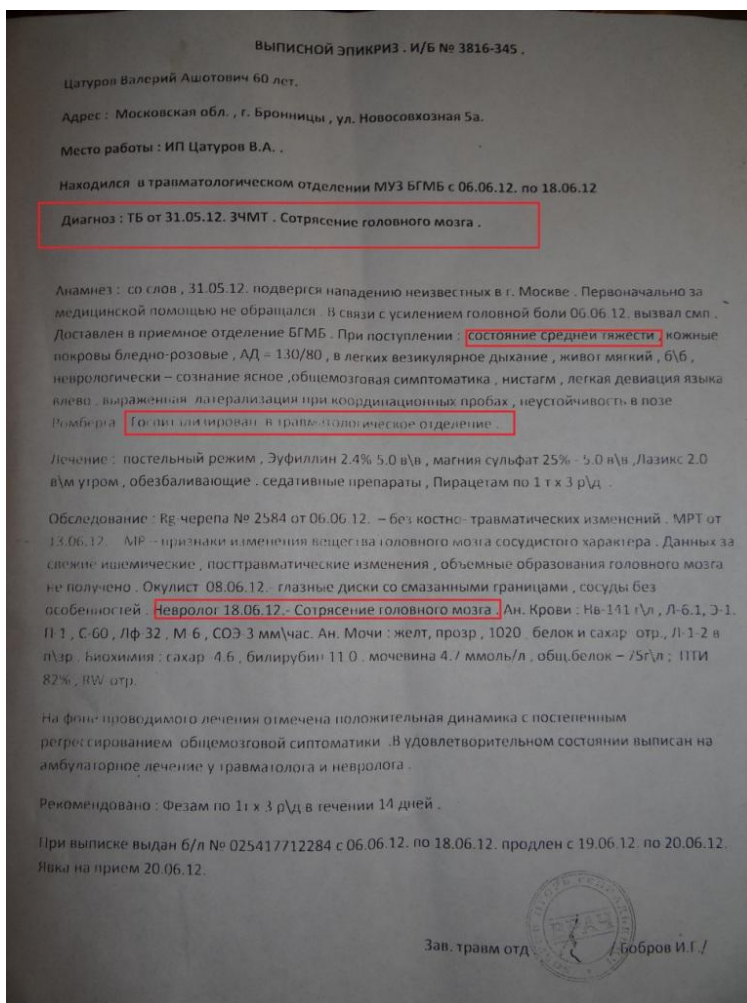 ВЫПИСНОЙ ЭПИКРИЗ . И/Б № 3816-345 .
Цатуров Валерий Ашотович 60 лет.
Адрес : Московская обл. , г. Бронницы , ул. Новосовхозная 5а.
Место работы : ИП Цатуров В.А. .
Находился в травматологическом отделении МУЗ БГМБ с 06.06.12. по 18.06.12
Диагноз : ТБ от 31.05.12. ЗЧМТ . Сотрясение головного мозга .
Анамнез : со слов , 31.05.12. подвергся нападению неизвестных в г. Москве . Первоначально за
медицинской помощью не обращался . В связи с усилением головной боли 06.06.12. вызвал смп .
Доставлен в приемное отделение БГМБ . При поступлении : состояние средней тяжести , кожные
покровы бледно-розовые , АД = 130/80 , в легких везикулярное дыхание , живот мягкий , б\б ,
неврологически – сознание ясное ,общемозговая симптоматика , нистагм , легкая девиация языка
влево , выраженная латерализация при координационных пробах , неустойчивость в позе
Ромберга . Госпитализирован в травматологическое отделение .
Лечение : постельный режим , Эуфиллин 2.4% 5.0 в\в , магния сульфат 25% - 5.0 в\в ,Лазикс 2.0
в\м утром , обезбаливающие . седативные препараты , Пирацетам по 1 т х 3 р\д .
Обследование : Rg-черепа № 2584 от 06.06.12. – без костно- травматических изменений . МРТ от
13.06.12. МР – признаки изменения вещества головного мозга сосудистого характера . Данных за
свежие ишемические , посттравматические изменения , объемные образования головного мозга
не получено . Окулист 08.06.12.- глазные диски со смазанными границами , сосуды без
особенностей . Невролог 18.06.12.- Сотрясение головного мозга . Ан. Крови : Нв-141 г\л , Л-6.1, Э-1.
П-1 , С-60 , Лф-32 , М-6 , СОЭ-3 мм\час. Ан. Мочи : желт, прозр , 1020 , белок и сахар отр., Л-1-2 в
п\зр . Биохимия : сахар 4.6 , билирубин 11.0 . мочевина 4.7 ммоль/л , общ.белок – 75г\л ; ПТИ
82% , RW отр.
На фоне проводимого лечения отмечена положительная динамика с постепенным
регрессированием общемозговой сиптоматики .В удовлетворительном состоянии выписан на
амбулаторное лечение у травматолога и невролога .
Рекомендовано : Фезам по 1т х 3 р\д в течении 14 дней .
При выписке выдан б/л № 025417712284 с 06.06.12. по 18.06.12. продлен с 19.06.12. по 20.06.12.
Явка на прием 20.06.12.
ВРАЧ
Зав. травм отд / Бобров И.Г./